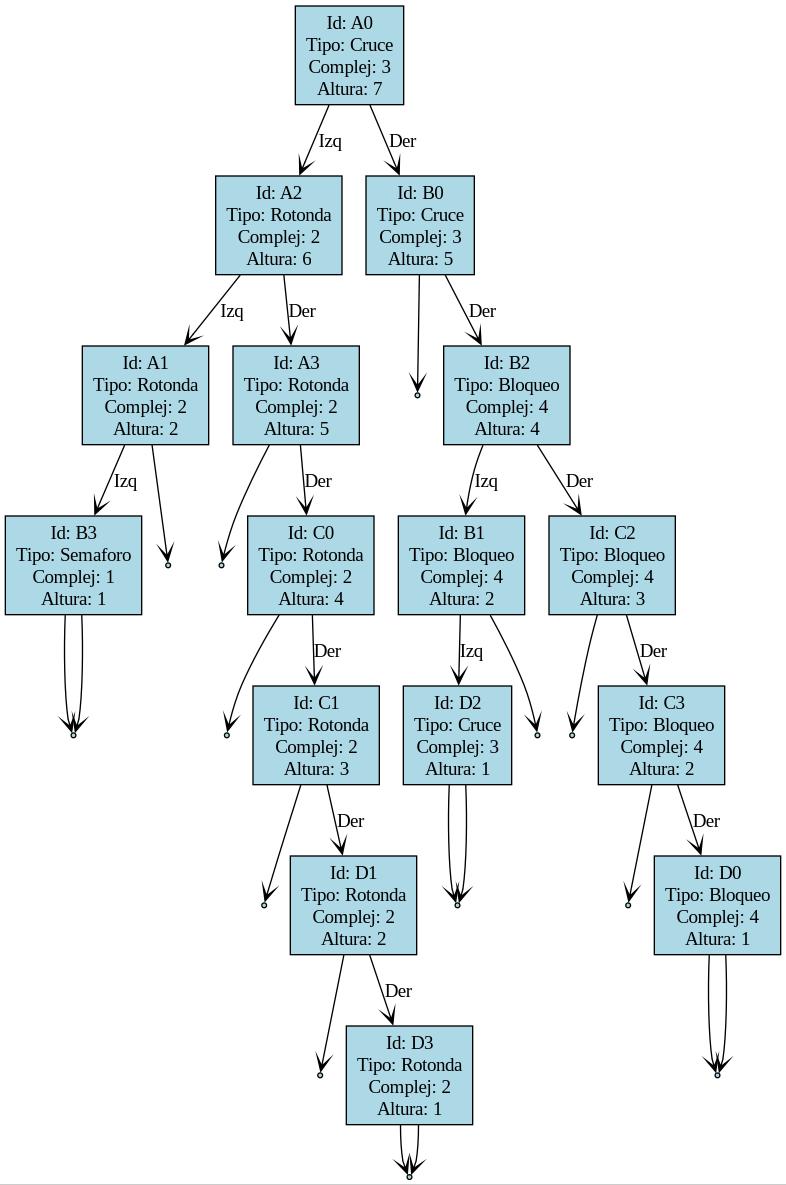 Id: A0
Tipo: Cruce
Complej: 3
Altura: 7
Izq
Der
Id: A2
Tipo: Rotonda
Complej: 2
Altura: 6
Id: B0
Tipo: Cruce
Complej: 3
Altura: 5
Izq
Der
Der
Id: A1
Tipo: Rotonda
Complej: 2
Altura: 2
Id: A3
Tipo: Rotonda
Complej: 2
Altura: 5
Id: B2
Tipo: Bloqueo
Complej: 4
Altura: 4
Izq
Der
Izq
Der
Id: B3
Tipo: Semaforo
Complej: 1
Altura: 1
Id: C0
Tipo: Rotonda
Complej: 2
Altura: 4
Id: B1
Tipo: Bloqueo
Complej: 4
Altura: 2
Id: C2
Tipo: Bloqueo
Complej: 4
Altura: 3
Der
Izq
Der
Id: C1
Tipo: Rotonda
Complej: 2
Altura: 3
Id: D2
Tipo: Cruce
Complej: 3
Altura: 1
Id: C3
Tipo: Bloqueo
Complej: 4
Altura: 2
Der
Der
Id: D1
Tipo: Rotonda
Complej: 2
Altura: 2
Id: D0
Tipo: Bloqueo
Complej: 4
Altura: 1
Der
Id: D3
Tipo: Rotonda
Complej: 2
Altura: 1